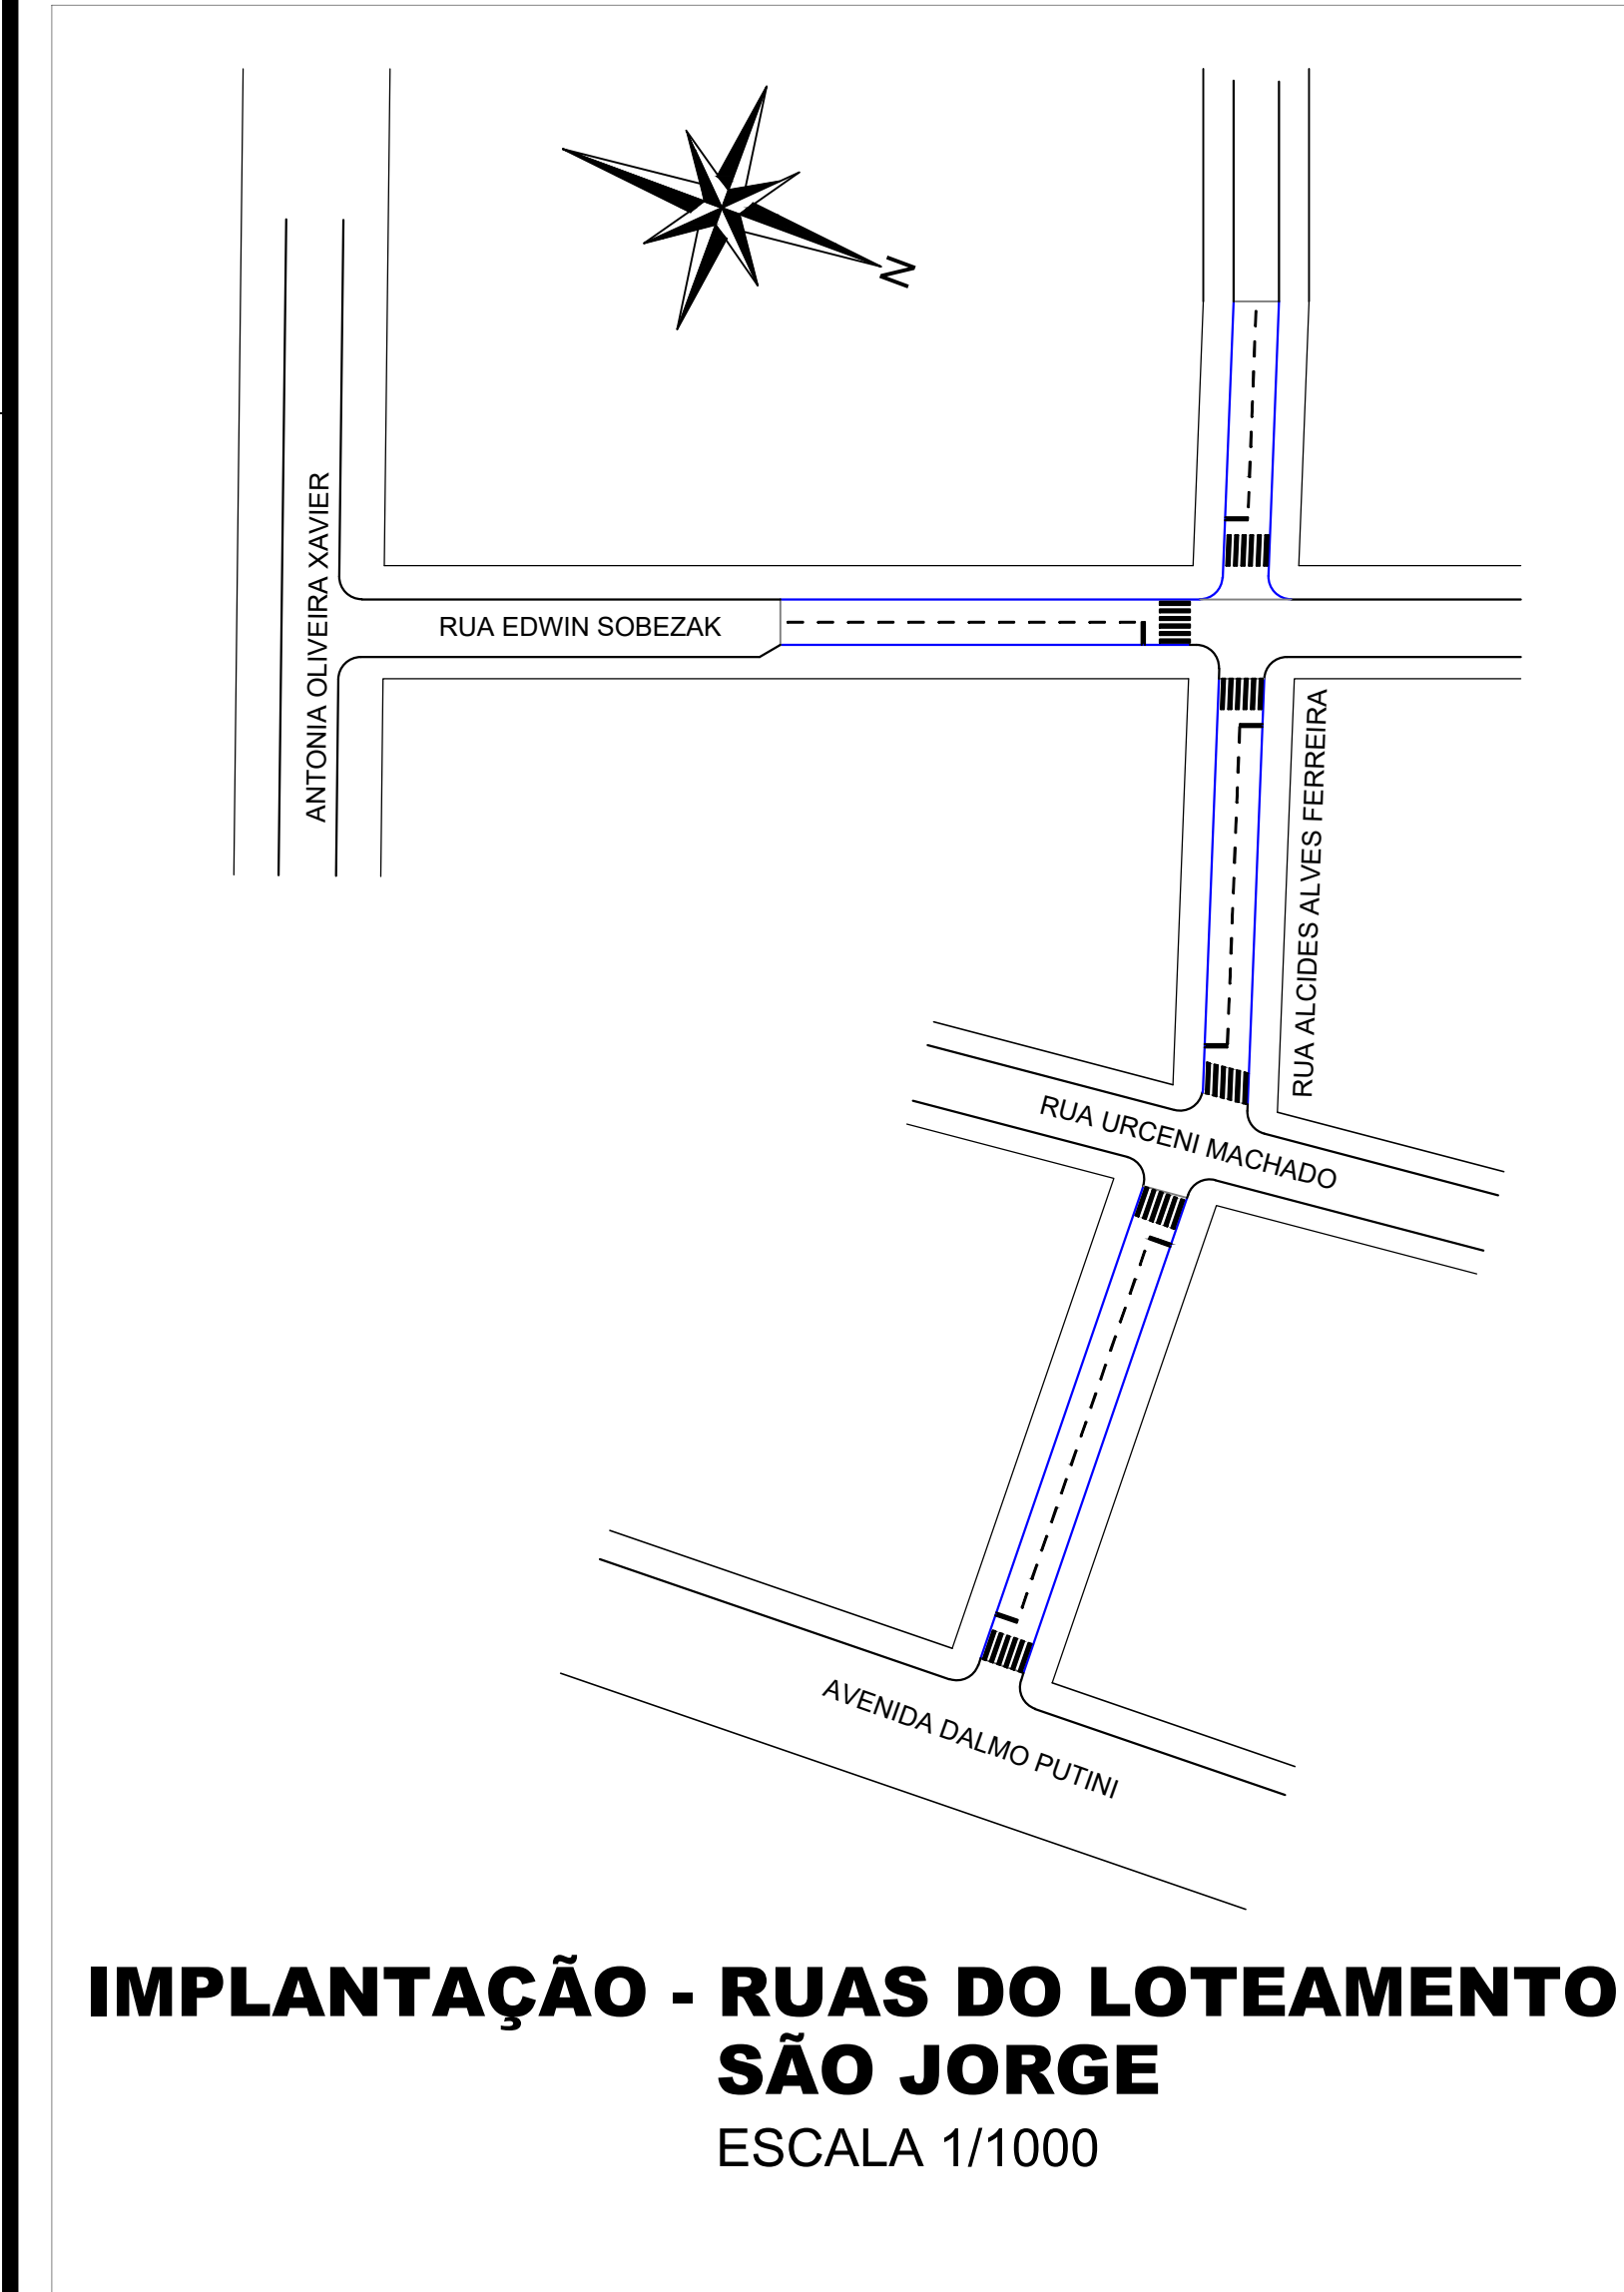 N
ANTONIA OLIVEIRA XAVIER
RUA EDWIN SOBEZAK
RUA ALCIDES ALVES FERREIRA
RUA URCENI MACHADO
AVENIDA DALMO PUTINI
IMPLANTAÇÃO - RUAS DO LOTEAMENTO
SÃO JORGE
ESCALA 1/1000